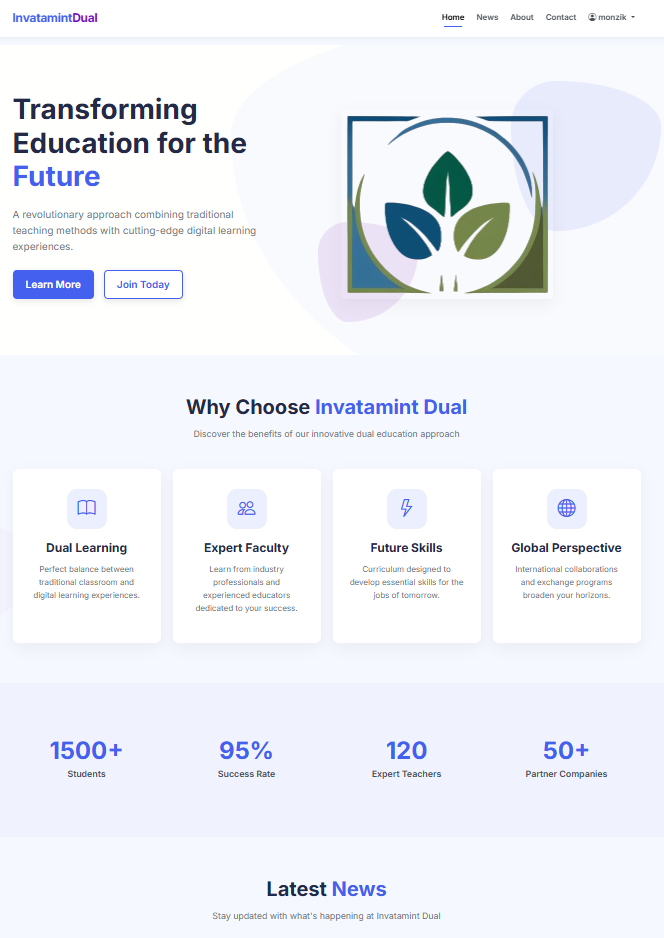 InvatamintDual
Home News About Contact monzik
Transforming
Education for the
Future
A revolutionary approach combining traditional
teaching methods with cutting-edge digital learning
experiences.
Learn More Join Today
Why Choose Invatamint Dual
Discover the benefits of our innovative dual education approach
Dual Learning
Perfect balance between
traditional classroom and
digital learning experiences.
Expert Faculty
Learn from industry
professionals and
experienced educators
dedicated to your success.
Future Skills
Curriculum designed to
develop essential skills for the
jobs of tomorrow.
Global Perspective
International collaborations
and exchange programs
broaden your horizons.
1500+
Students
95%
Success Rate
120
Expert Teachers
50+
Partner Companies
Latest News
Stay updated with what's happening at Invatamint Dual